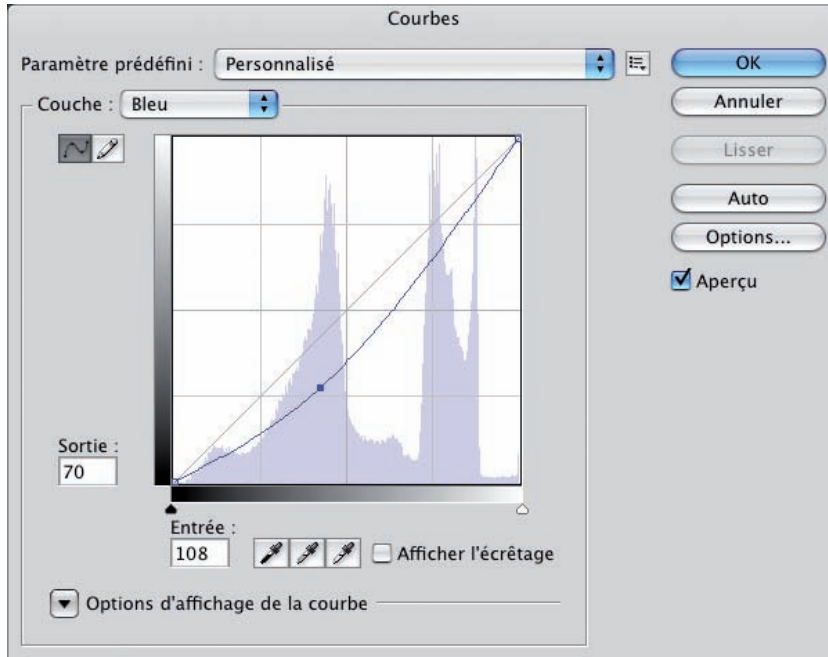 Courbes
Paramètre prédéfini : Personnalisé
OK
Couche : Bleu
Annuler
Lisser
Auto
Options...
Aperçu
Sortie :
70
Entrée :
108
Afficher l'écrêtage
Options d'affichage de la courbe